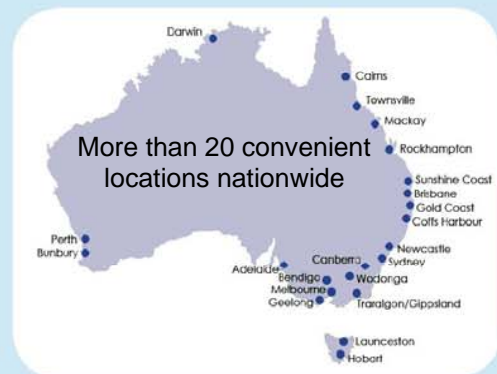 Darwin
Cairns
Townsville
Mackay
More than 20 convenient
locations nationwide
Rockhampton
Sunshine Coast
Brisbane
Gold Coast
Coffs Harbour
Perth
Bunbury
Newcastle
Sydney
Canberra
Adelaide
Bendigo
Wodonga
Melbourne
Geelong
Traralgon/Gippsland
Launceston
Hobart